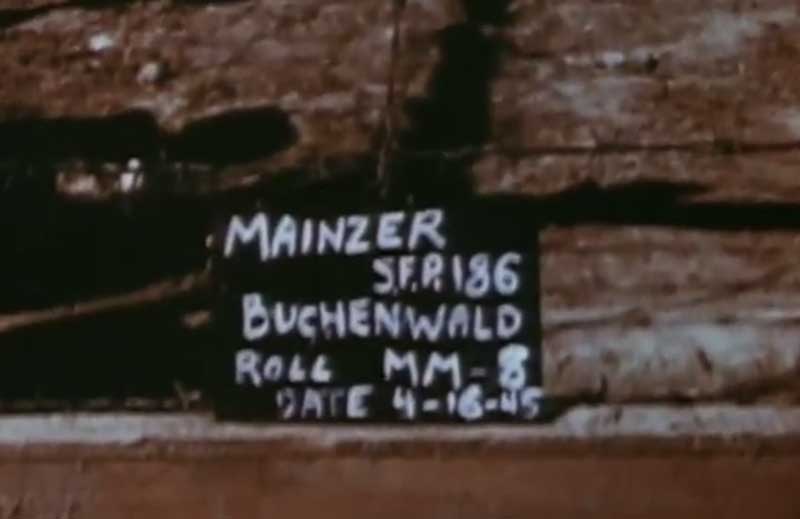 MAINZER
S.F.P. 186
BUCHENWALD
ROLL MM-8
DATE 4-16-45